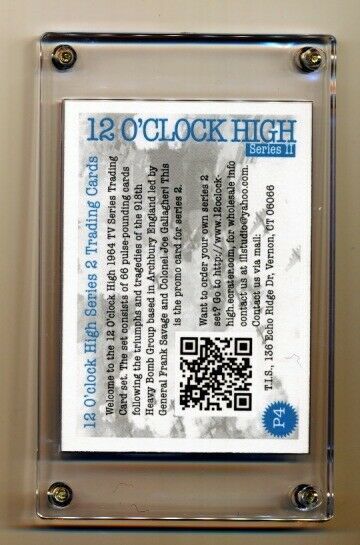 12 O'CLOCK HIGH
Series II
12 O'clock High Series 2 Trading Cards
Welcome to the 12 O'clock High 1964 TV Series Trading
Card set. The set consists of 66 pulse-pounding cards
following the triumphs and tragedies of the 918th
Heavy Bomb Group based in Archbury England led by
General Frank Savage and Colonel Joe Gallagher! This
is the promo card for series 2.
Want to order your own series 2
set? Go to http://www.12oclock-
high.ecrater.com, for wholesale info
contact us at illstudio@yahoo.com.
Contact us via mail:
T.I.S., 136 Echo Ridge Dr, Vernon, CT 06066
P4